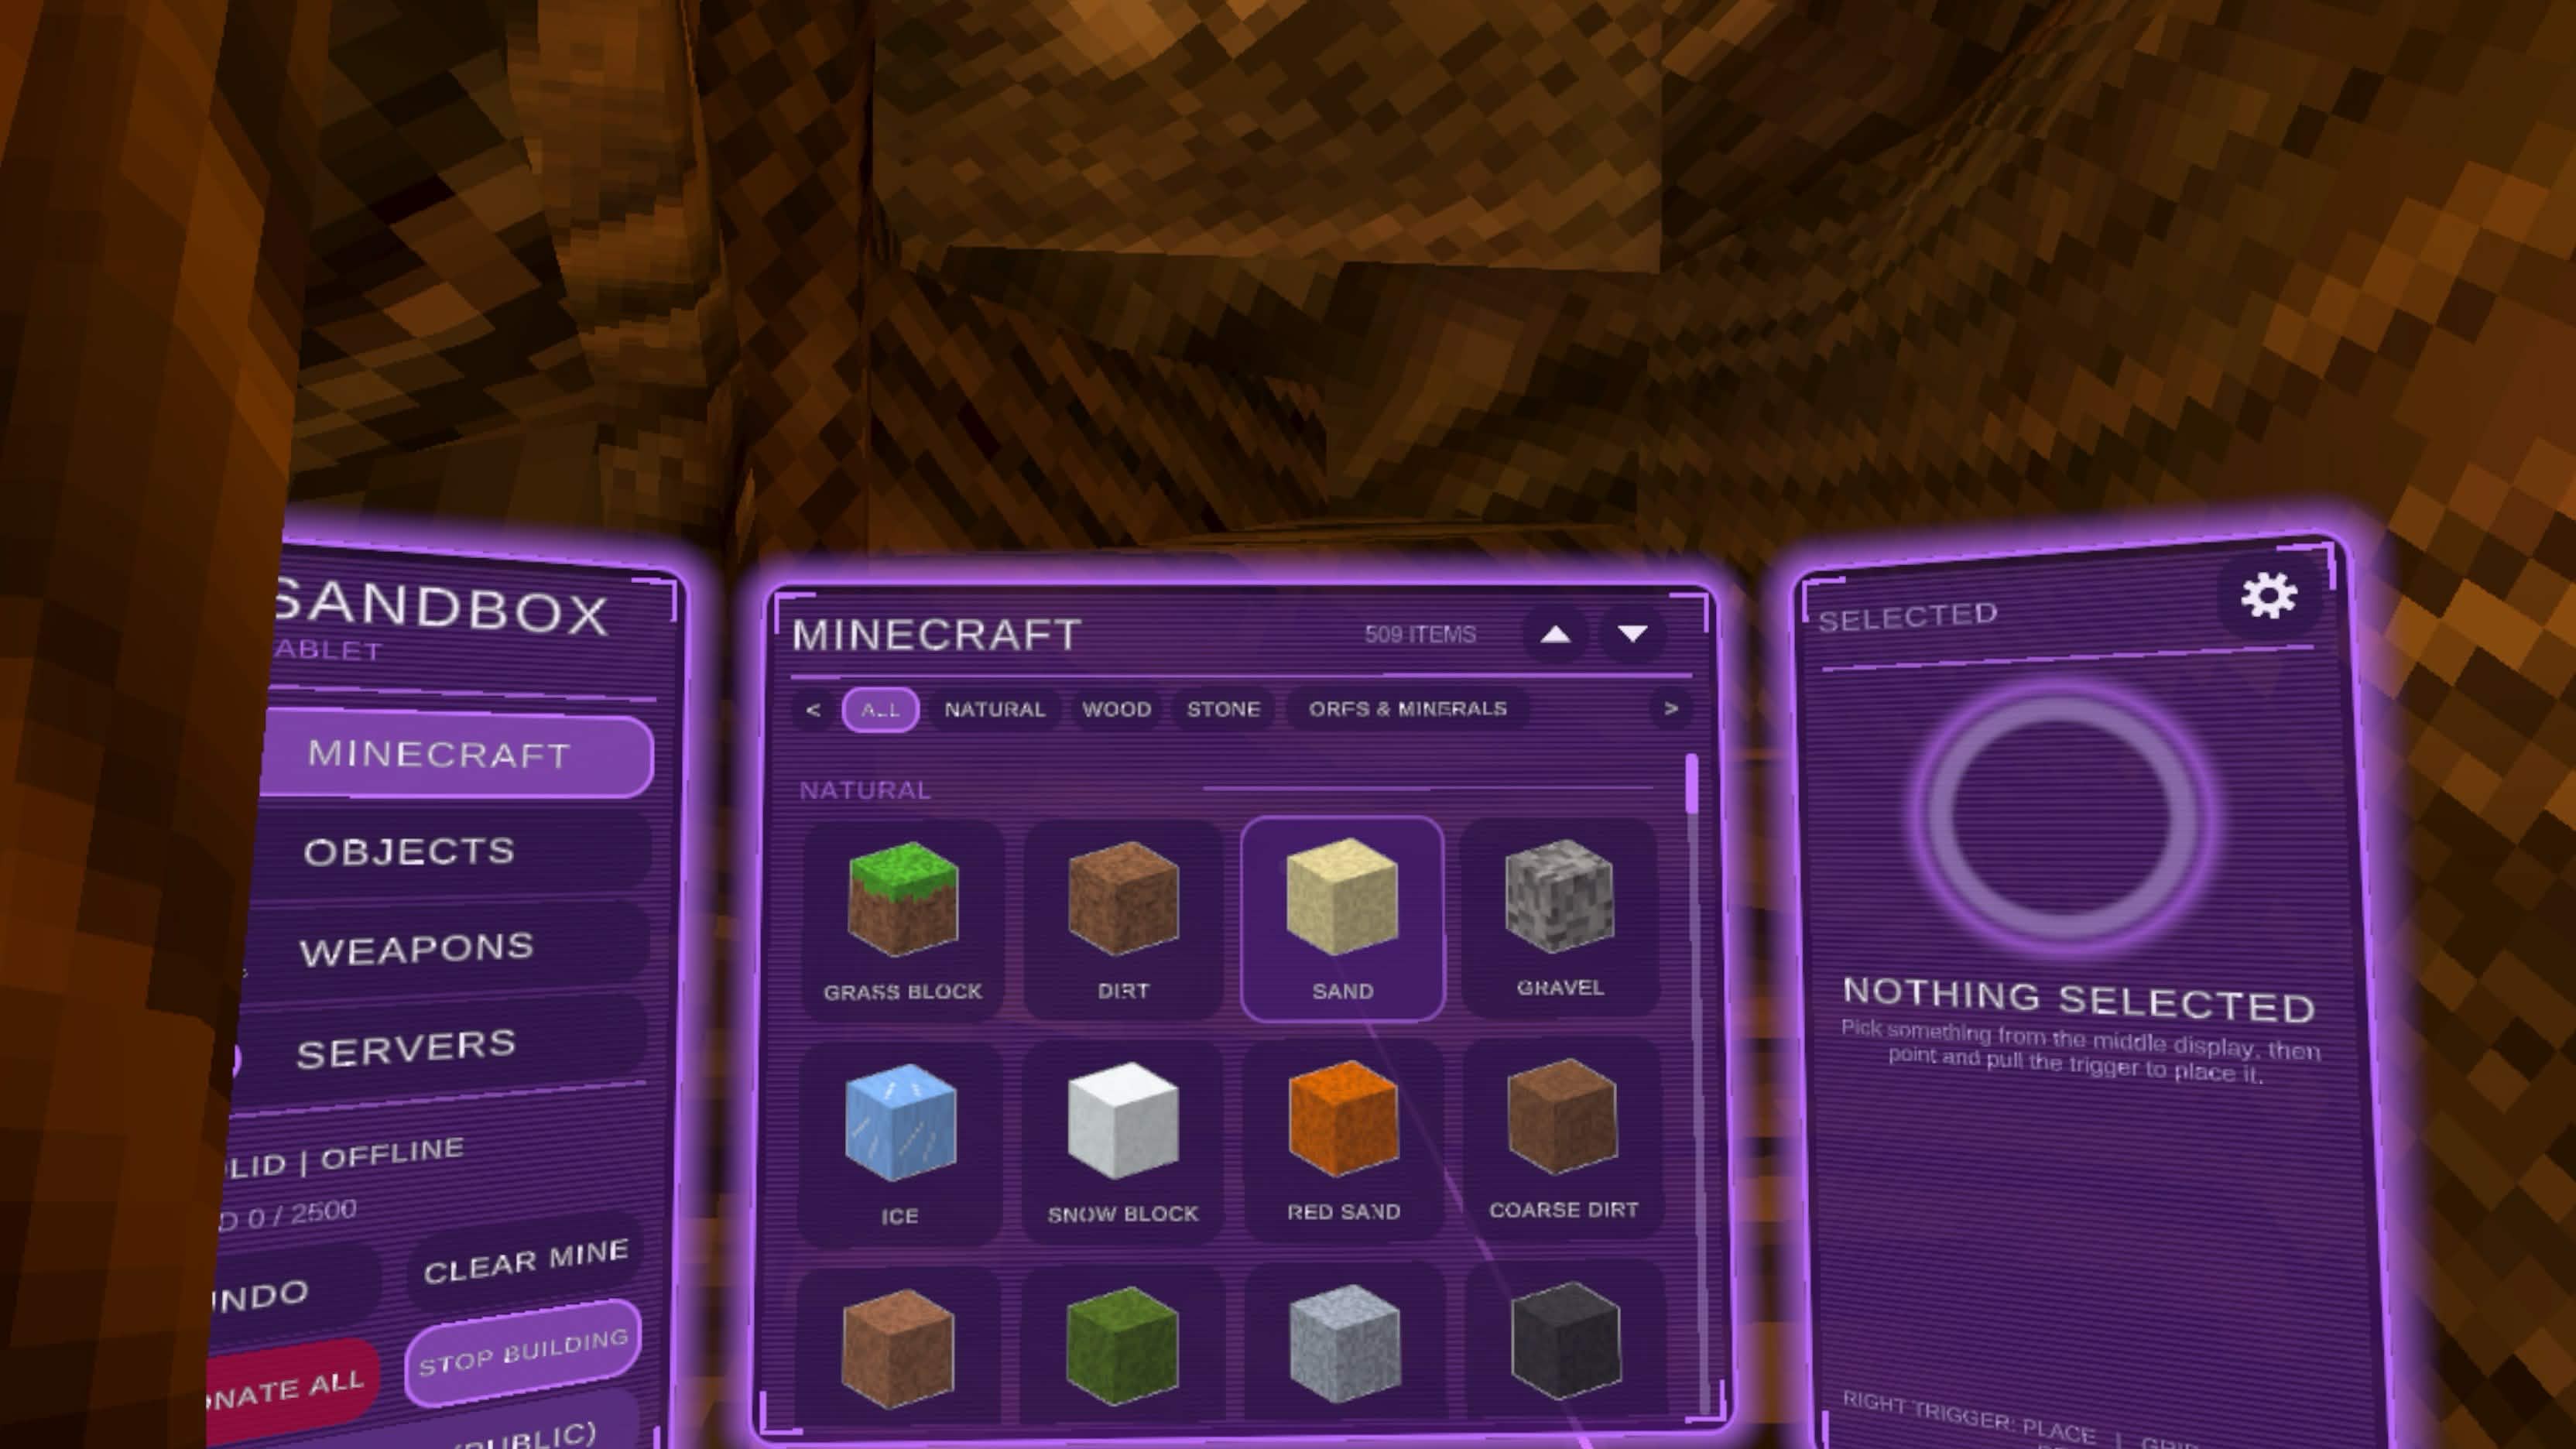 SANDBOX
ABLET
MINECRAFT
OBJECTS
WEAPONS
SERVERS
LID | OFFLINE
D 0 / 2500
NDO
CLEAR MINE
NATE ALL
STOP BUILDING
(PUBLIC)
MINECRAFT
509 ITEMS
< ALL NATURAL WOOD STONE ORES & MINERALS >
NATURAL
GRASS BLOCK DIRT SAND GRAVEL
ICE SNOW BLOCK RED SAND COARSE DIRT
SELECTED
NOTHING SELECTED
Pick something from the middle display, then
point and pull the trigger to place it.
RIGHT TRIGGER: PLACE | GRIP